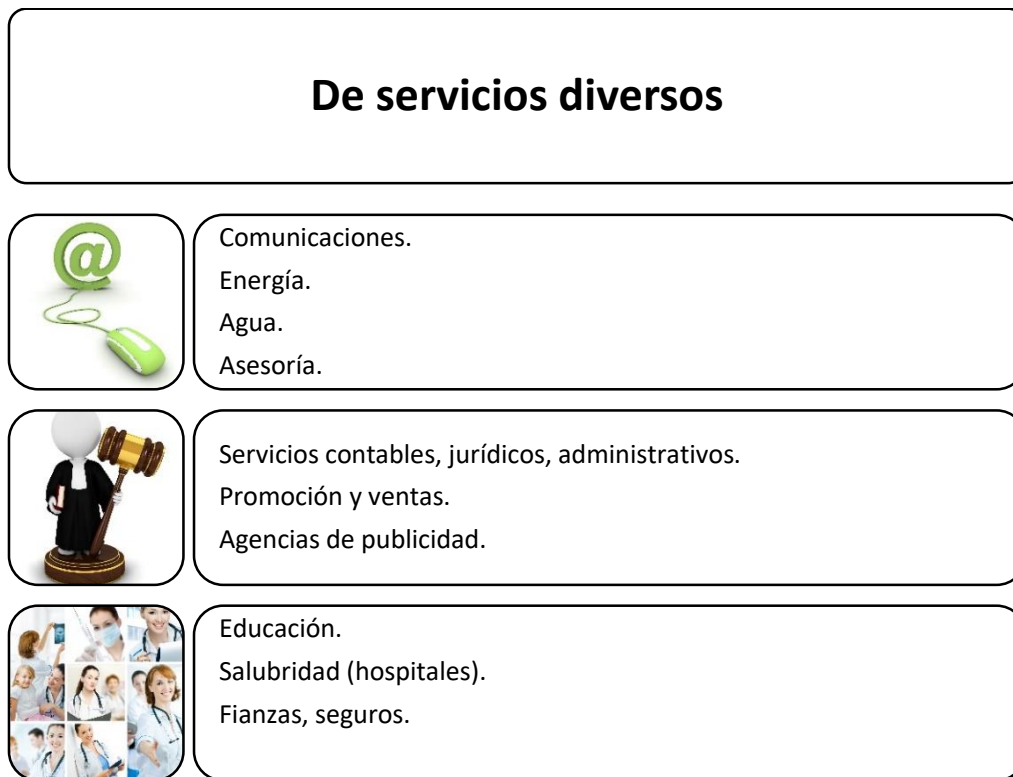 De servicios diversos
Comunicaciones.
Energía.
Agua.
Asesoría.
Servicios contables, jurídicos, administrativos.
Promoción y ventas.
Agencias de publicidad.
Educación.
Salubridad (hospitales).
Fianzas, seguros.